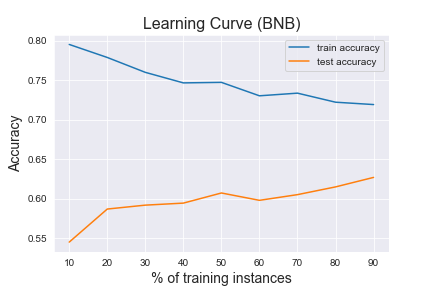 Learning Curve (BNB)
train accuracy
test accuracy
Accuracy
0.80
0.75
0.70
0.65
0.60
0.55
10 20 30 40 50 60 70 80 90
% of training instances